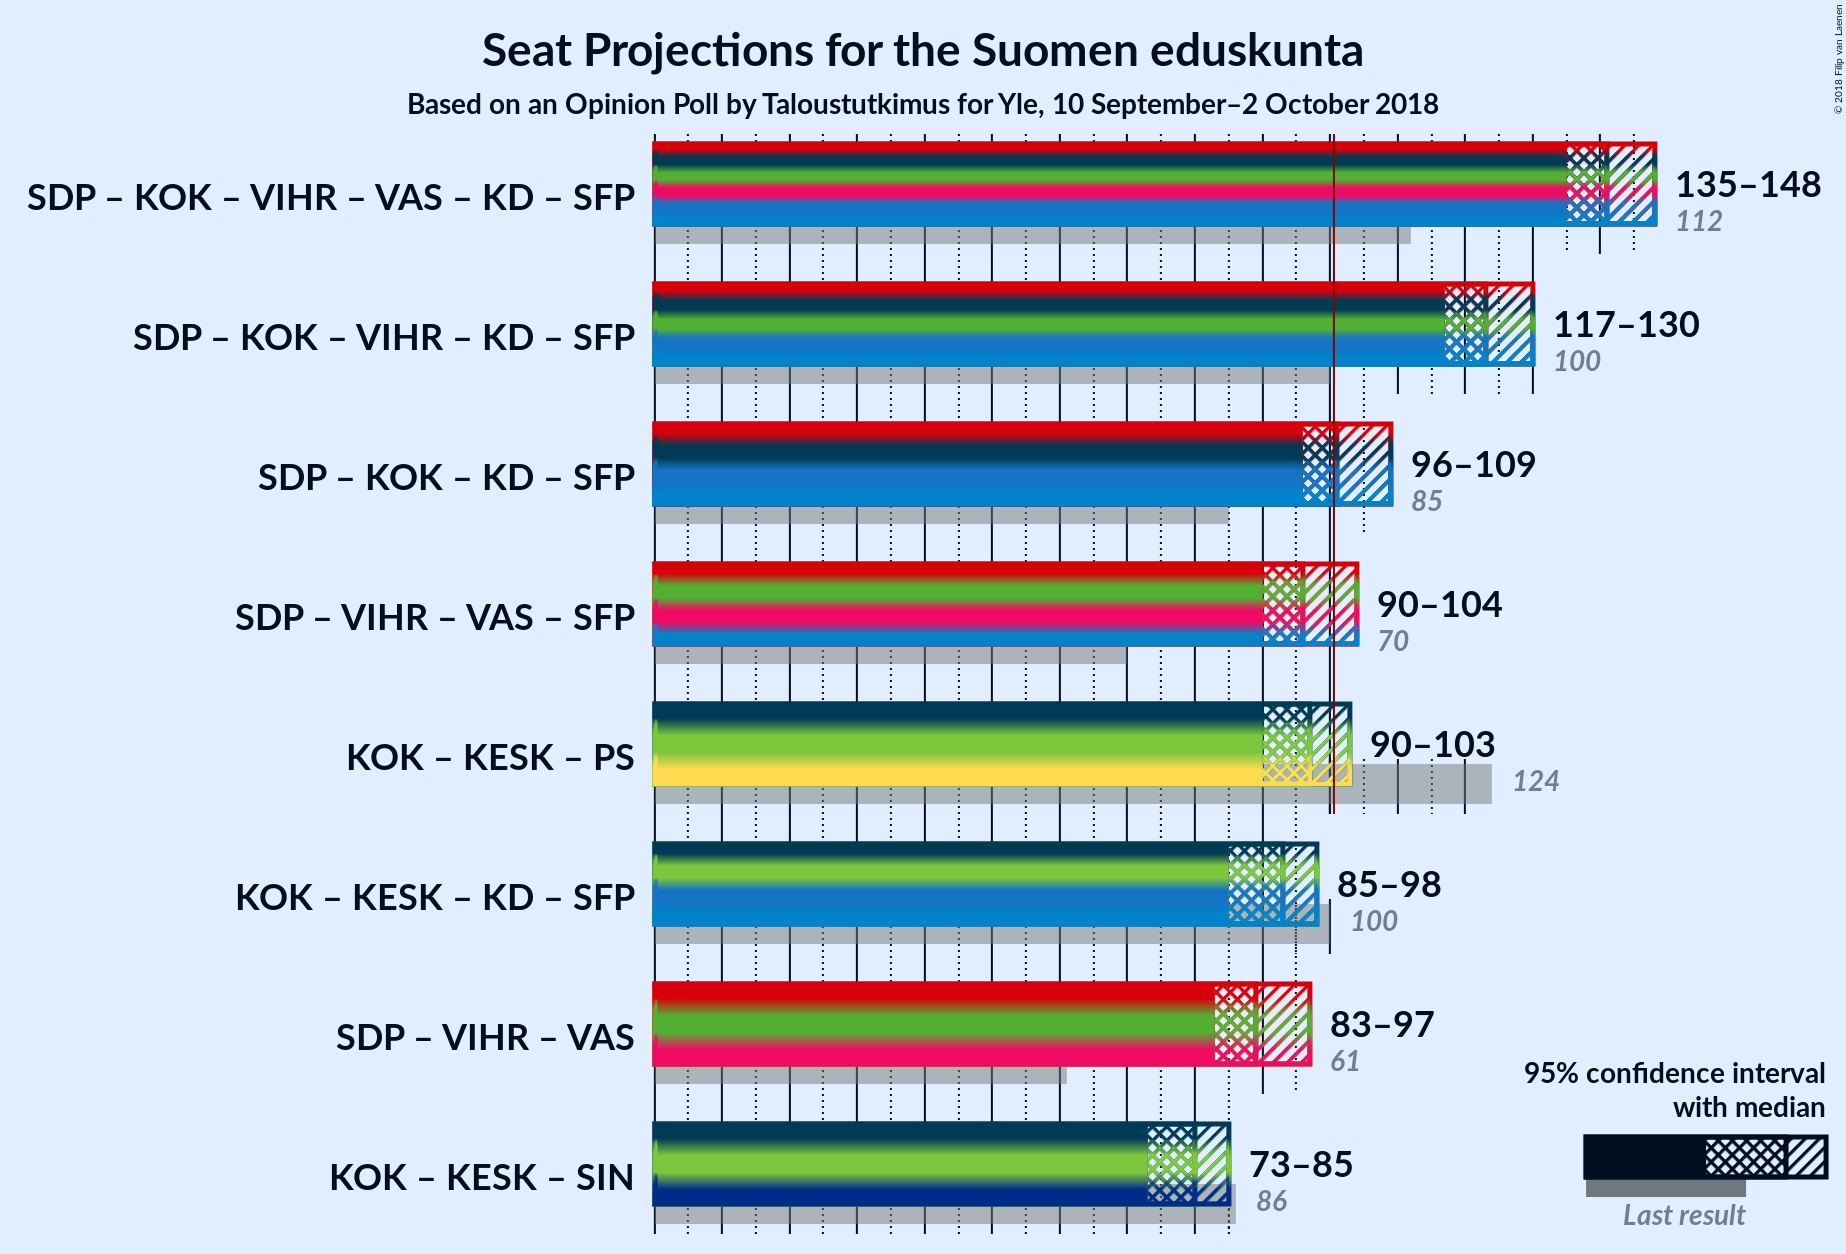 Seat Projections for the Suomen eduskunta
Based on an Opinion Poll by Taloustutkimus for Yle, 10 September–2 October 2018
© 2018 Filip van Laenen
SDP – KOK – VIHR – VAS – KD – SFP
135–148
112
SDP – KOK – VIHR – KD – SFP
117–130
100
SDP – KOK – KD – SFP
96–109
85
SDP – VIHR – VAS – SFP
90–104
70
KOK – KESK – PS
90–103
124
KOK – KESK – KD – SFP
85–98
100
SDP – VIHR – VAS
83–97
61
KOK – KESK – SIN
73–85
86
95% confidence interval
with median
Last result